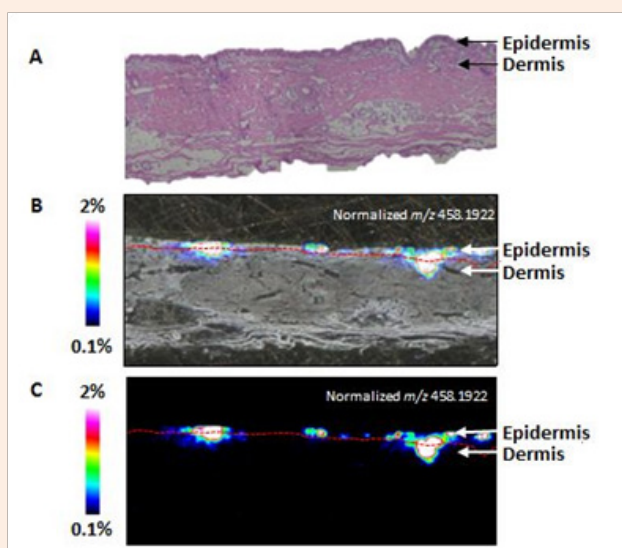 A
Epidermis
Dermis
B
2%
0.1%
Normalized m/z 458.1922
Epidermis
Dermis
C
2%
0.1%
Normalized m/z 458.1922
Epidermis
Dermis